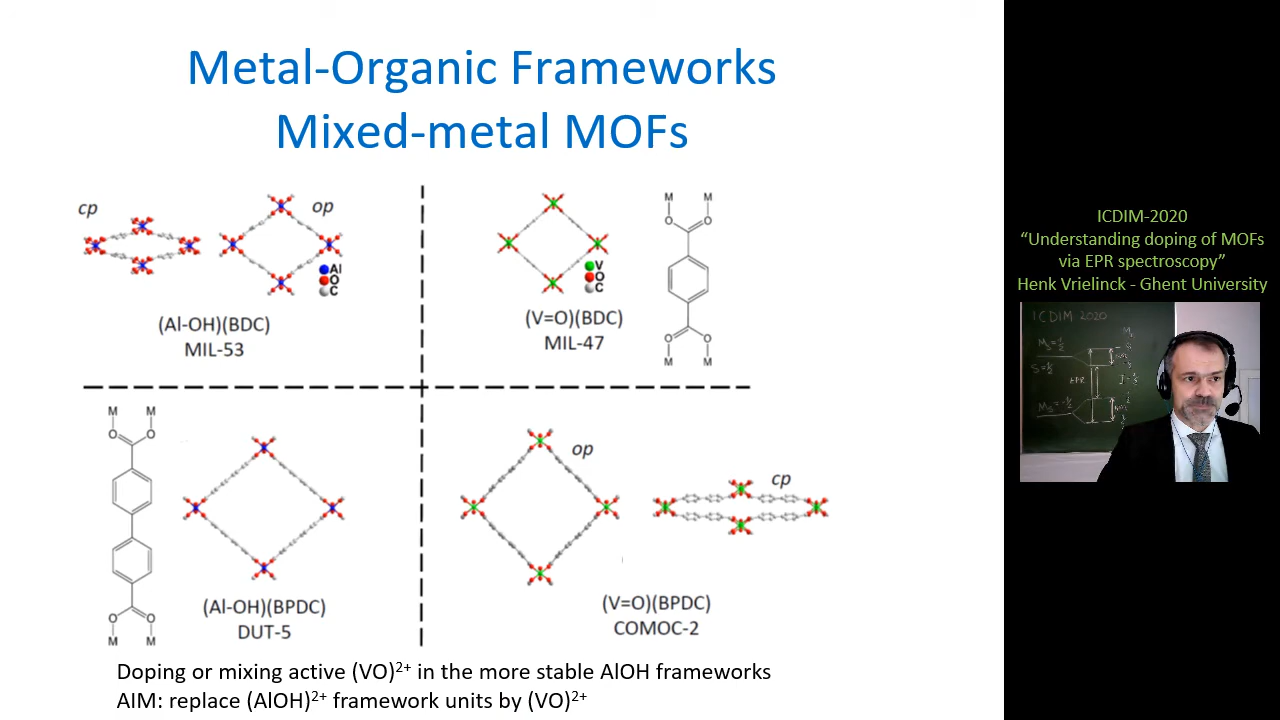 Metal-Organic Frameworks
Mixed-metal MOFs
cp
op
Al
O
C
(Al-OH)(BDC)
MIL-53
V
O
C
(V=O)(BDC)
MIL-47
M M
O O
O O
M M
M M
O O
O O
M M
(Al-OH)(BPDC)
DUT-5
op
cp
(V=O)(BPDC)
COMOC-2
Doping or mixing active (VO)²⁺ in the more stable AlOH frameworks
AIM: replace (AlOH)²⁺ framework units by (VO)²⁺
ICDIM-2020
“Understanding doping of MOFs
via EPR spectroscopy”
Henk Vrielinck - Ghent University
ICDIM 2020
EPR